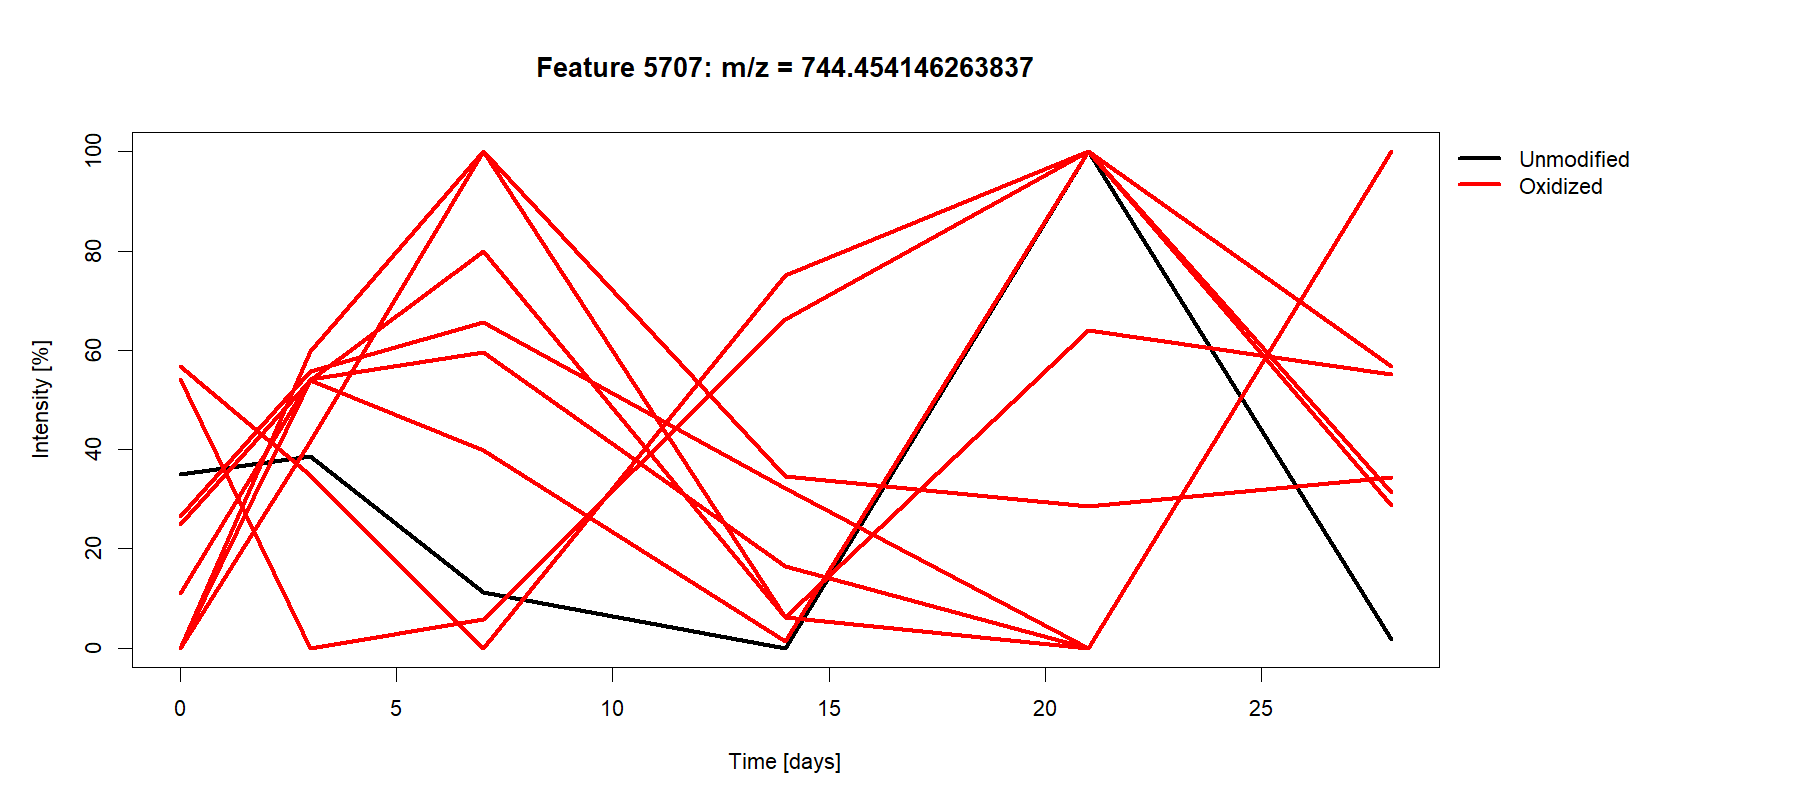 Feature 5707: m/z = 744.454146263837
Unmodified
Oxidized
Intensity [%]
100
80
60
40
20
0
0 5 10 15 20 25
Time [days]